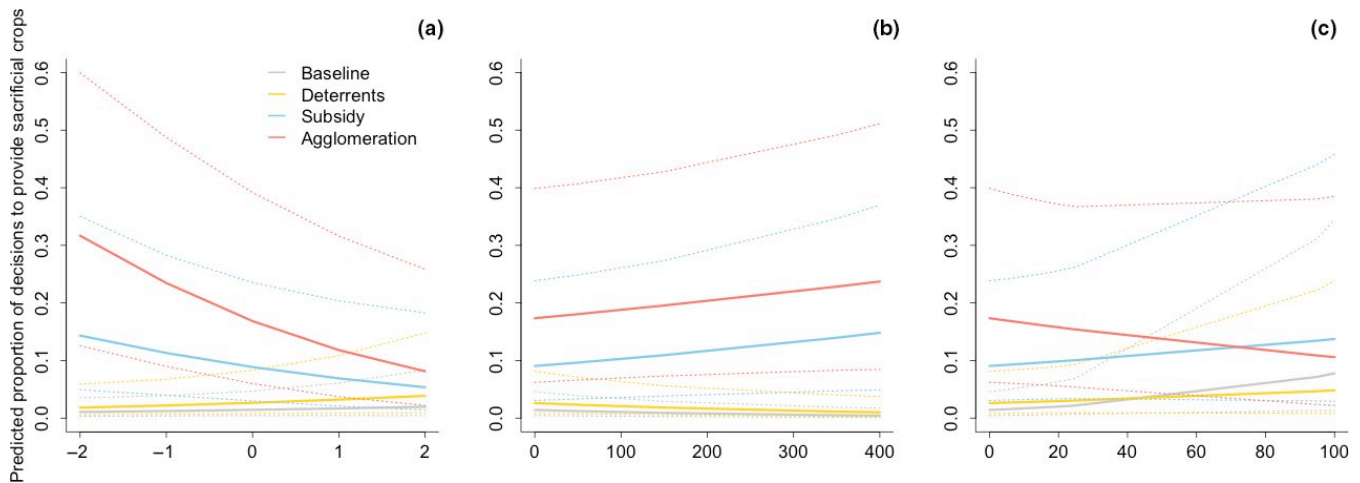 Predicted proportion of decisions to provide sacrificial crops
(a)
0.6
0.5
0.4
0.3
0.2
0.1
0.0
Baseline
Deterrents
Subsidy
Agglomeration
–2 –1 0 1 2
(b)
0.6
0.5
0.4
0.3
0.2
0.1
0.0
0 100 200 300 400
(c)
0.6
0.5
0.4
0.3
0.2
0.1
0.0
0 20 40 60 80 100